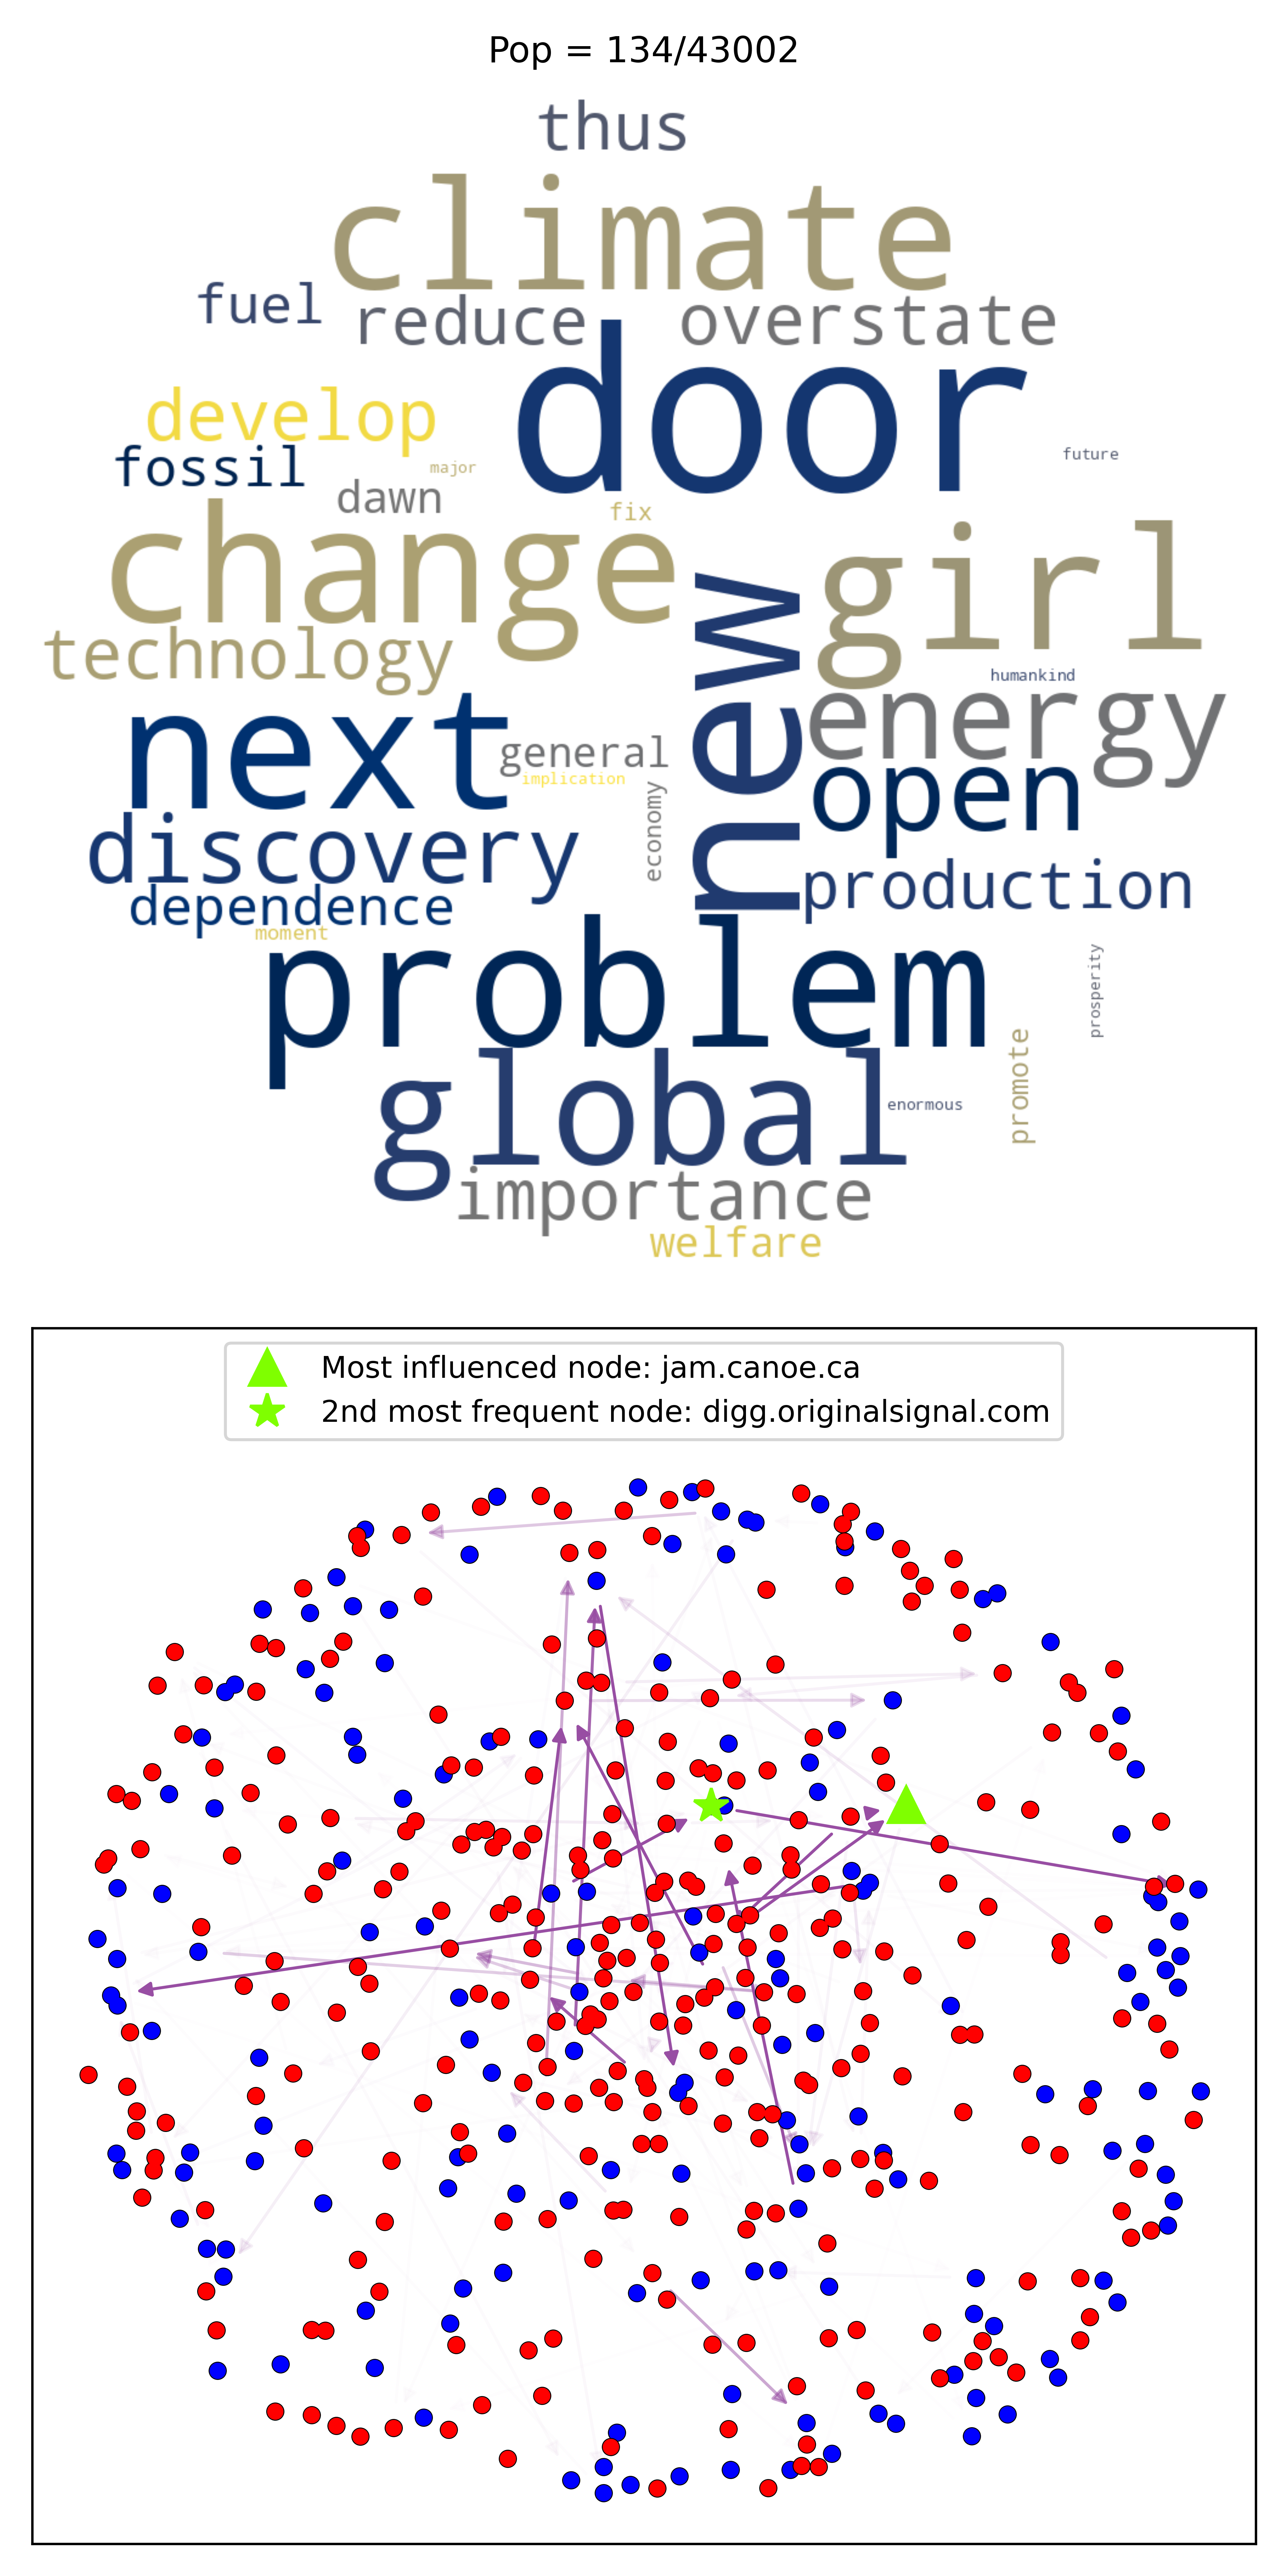 Pop = 134/43002
thus
climate
fuel
reduce
overstate
door
develop
fossil
major
future
dawn
fix
change
girl
new
technology
humankind
energy
next
general
implication
open
economy
discovery
production
dependence
moment
problem
prosperity
promote
global
enormous
importance
welfare
Most influenced node: jam.canoe.ca
2nd most frequent node: digg.originalsignal.com